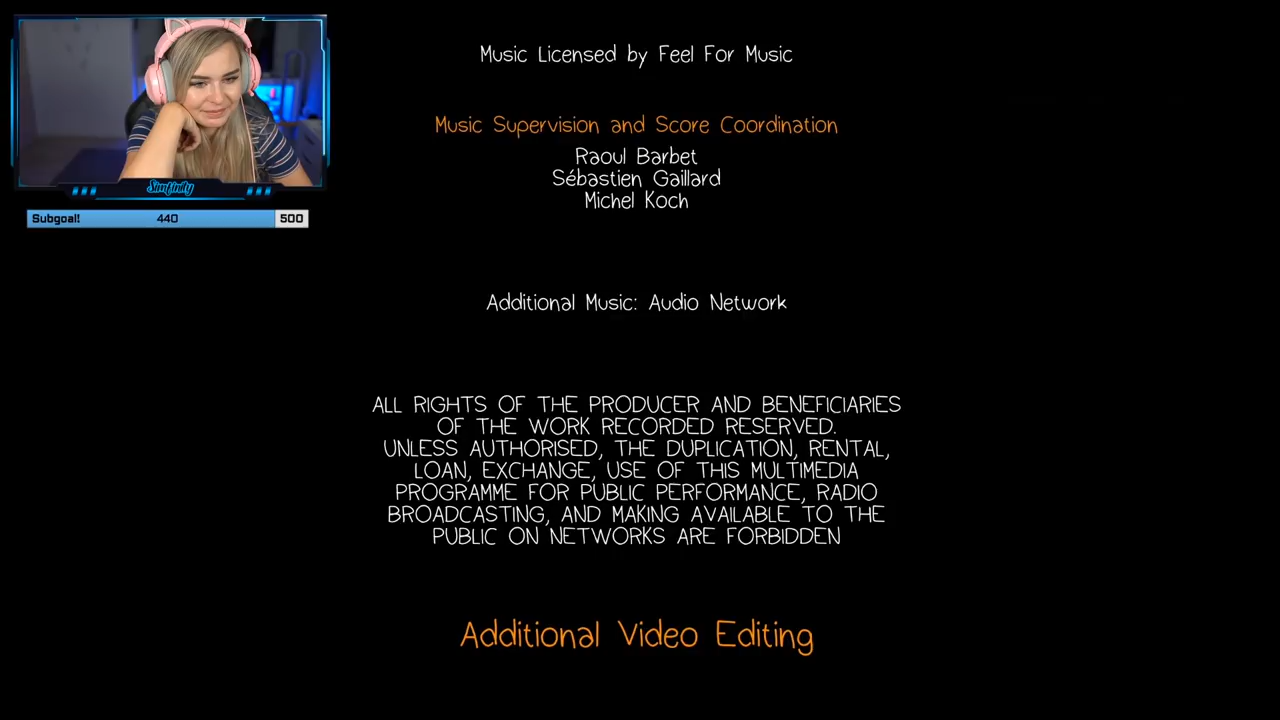 Music Licensed by Feel For Music
Music Supervision and Score Coordination
Raoul Barbet
Sébastien Gaillard
Michel Koch
Simfinity
Subgoal! 440 500
Additional Music: Audio Network
ALL RIGHTS OF THE PRODUCER AND BENEFICIARIES
OF THE WORK RECORDED RESERVED.
UNLESS AUTHORISED, THE DUPLICATION, RENTAL,
LOAN, EXCHANGE, USE OF THIS MULTIMEDIA
PROGRAMME FOR PUBLIC PERFORMANCE, RADIO
BROADCASTING, AND MAKING AVAILABLE TO THE
PUBLIC ON NETWORKS ARE FORBIDDEN
Additional Video Editing